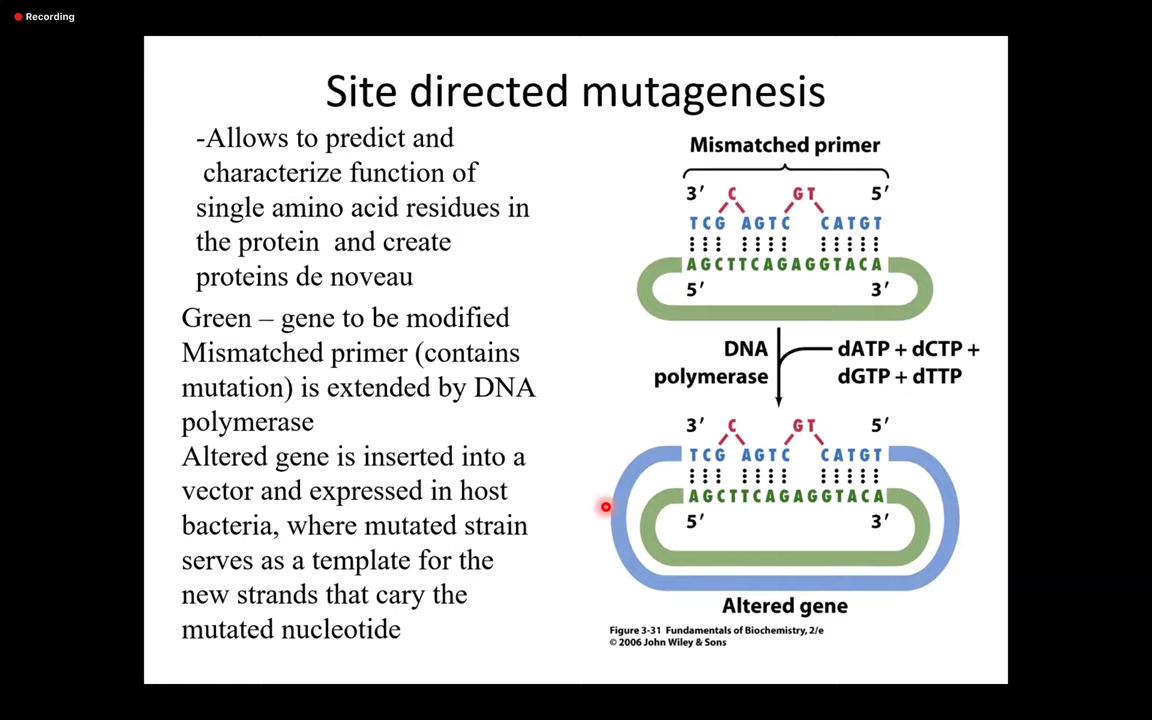 Recording
Site directed mutagenesis
-Allows to predict and
characterize function of
single amino acid residues in
the protein and create
proteins de noveau
Green – gene to be modified
Mismatched primer (contains
mutation) is extended by DNA
polymerase
Altered gene is inserted into a
vector and expressed in host
bacteria, where mutated strain
serves as a template for the
new strands that cary the
mutated nucleotide
Mismatched primer
3′ C GT 5′
TCG AGTC CATGT
AGCTTCAGAGGTACA
5′ 3′
DNA
polymerase
dATP + dCTP +
dGTP + dTTP
3′ C GT 5′
TCG AGTC CATGT
AGCTTCAGAGGTACA
5′ 3′
Altered gene
Figure 3-31 Fundamentals of Biochemistry, 2/e
© 2006 John Wiley & Sons